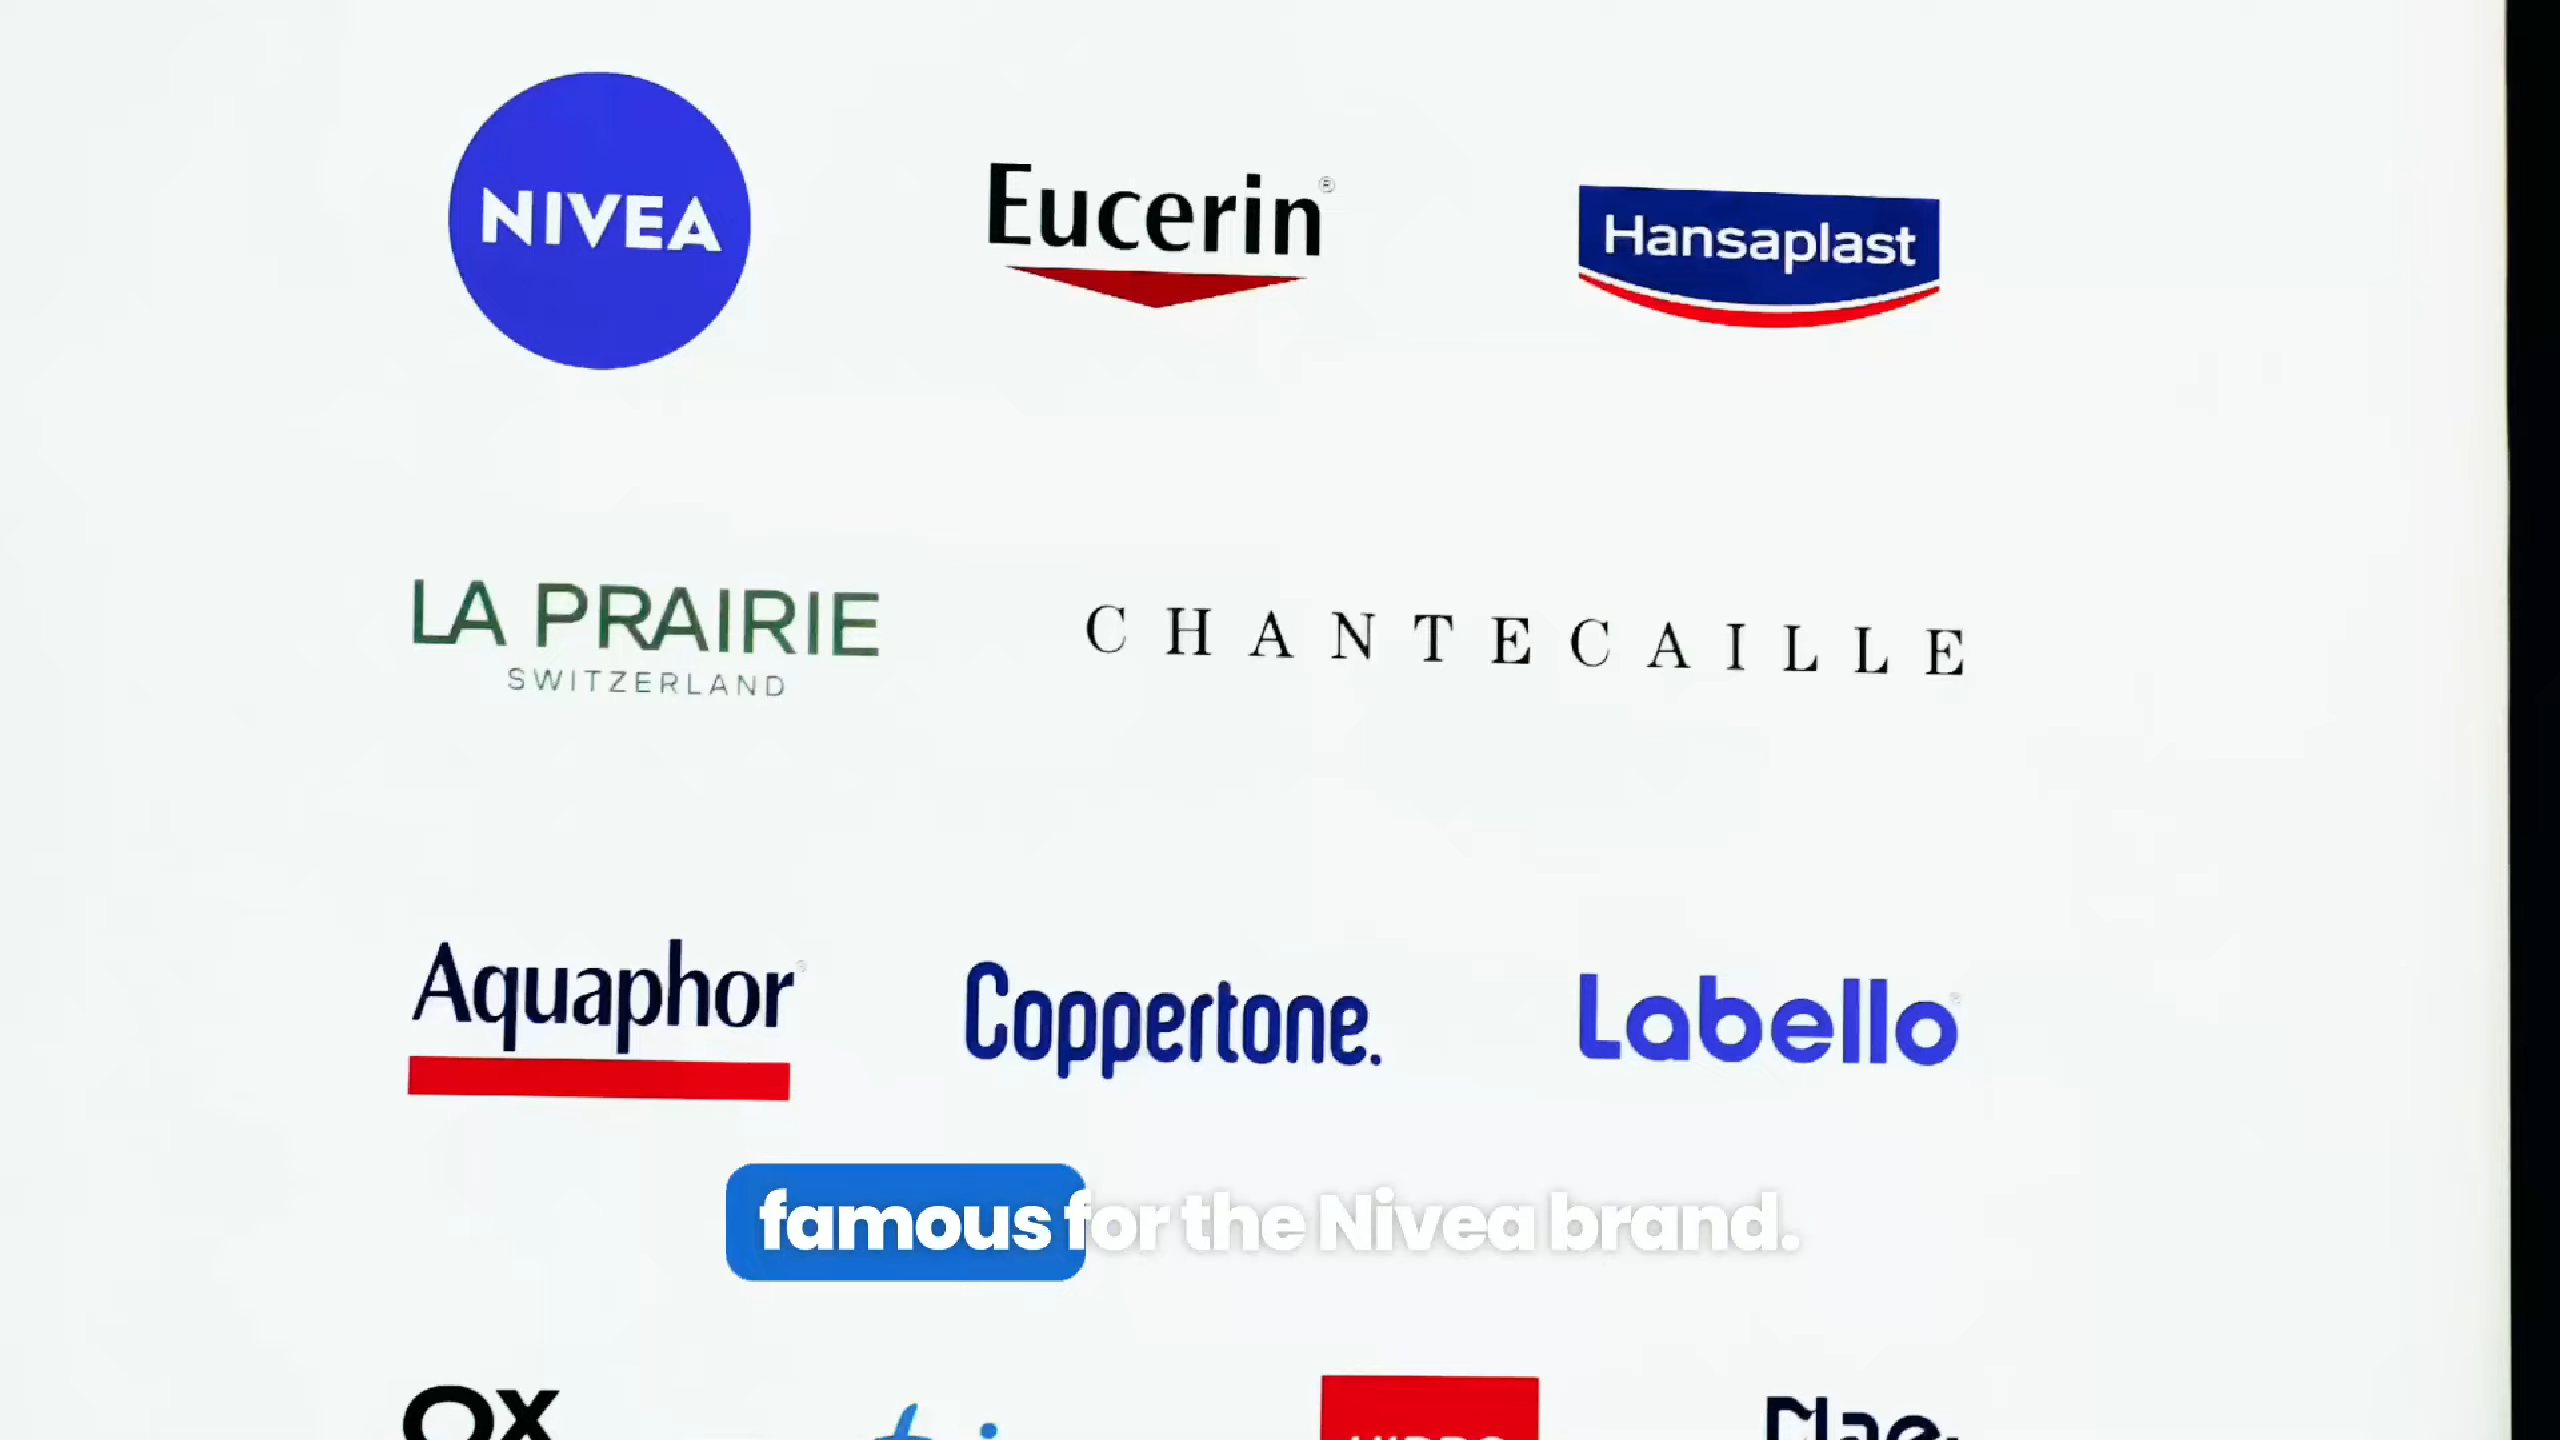 NIVEA
Eucerin®
Hansaplast
LA PRAIRIE
SWITZERLAND
CHANTECAILLE
Aquaphor®
Coppertone.
Labello®
famous for the Nivea brand.